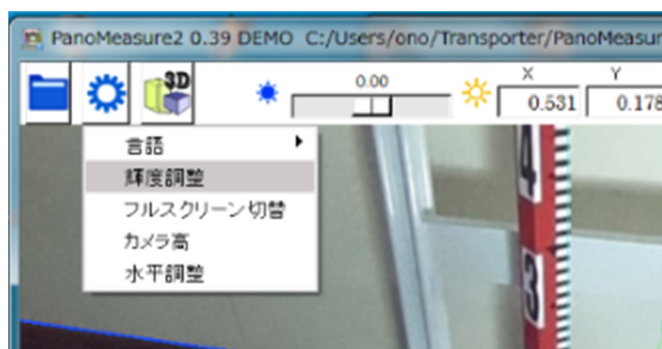 PanoMeasure2 0.39 DEMO C:/Users/ono/Transporter/PanoMeasur
3D
0.00
X
Y
0.531
0.178
言語
輝度調整
フルスクリーン切替
カメラ高
水平調整
4
3